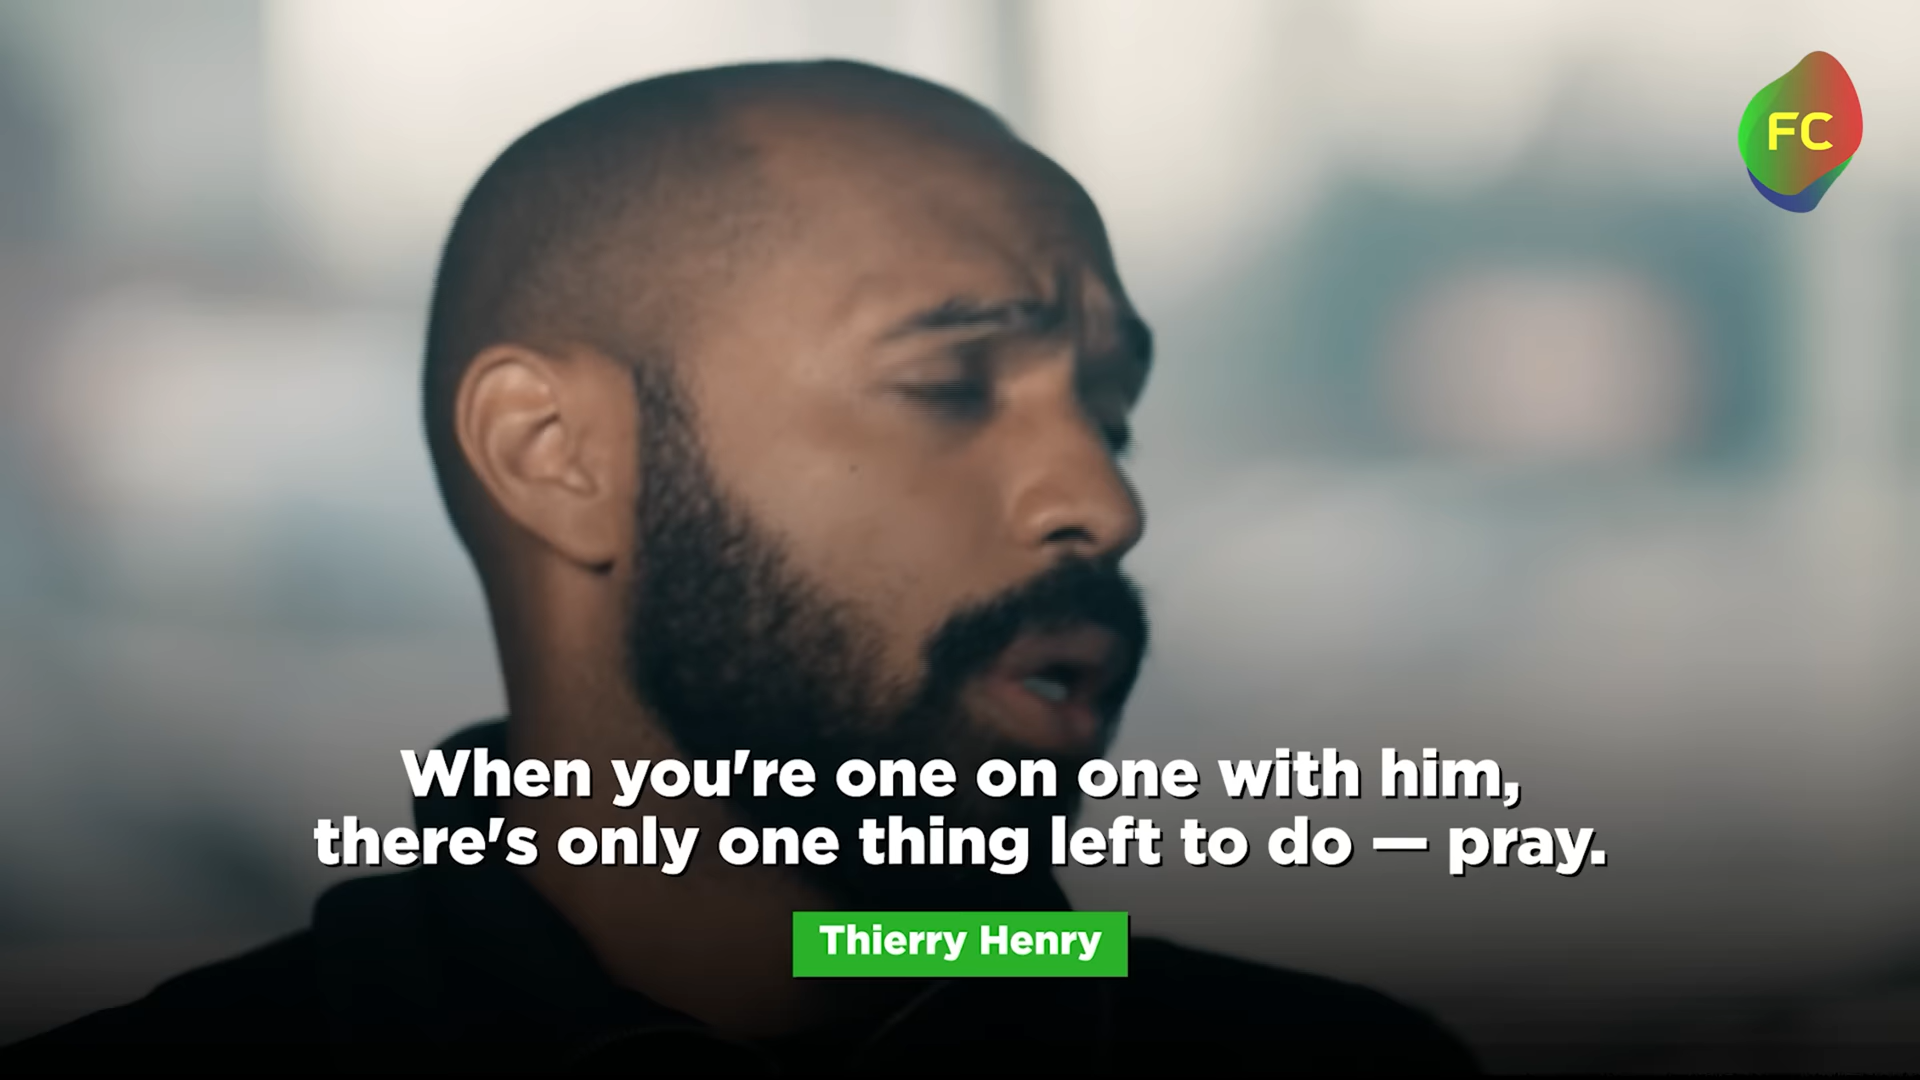 FC
When you're one on one with him,
there's only one thing left to do — pray.
Thierry Henry